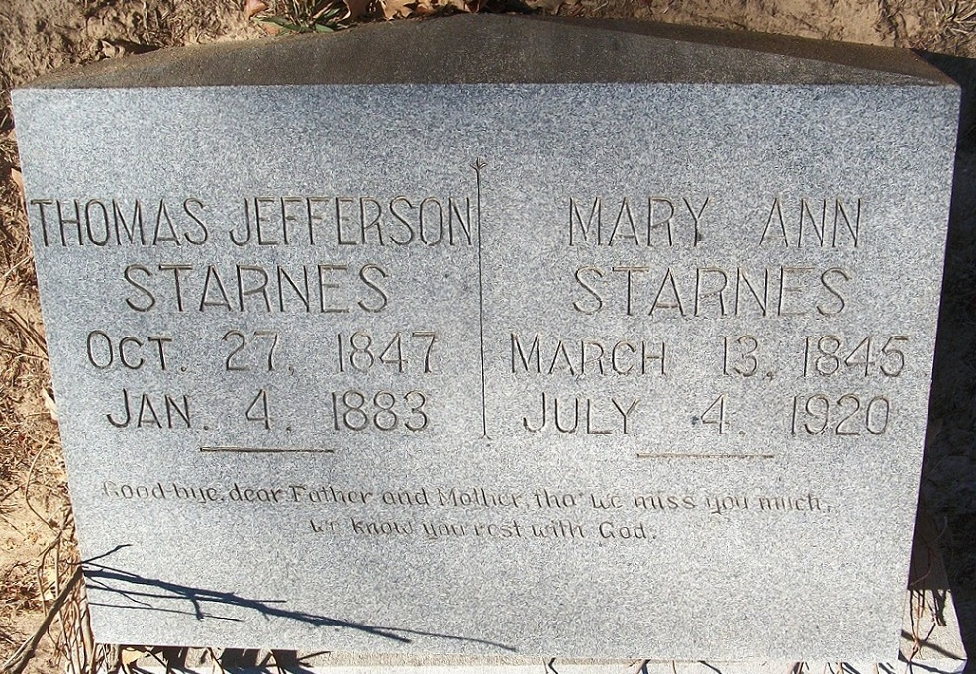 THOMAS JEFFERSON
STARNES
OCT. 27, 1847
JAN. 4. 1883
MARY ANN
STARNES
MARCH 13, 1845
JULY 4. 1920
Good-bye, dear Father and Mother, tho' we miss you much,
We know you rest with God.